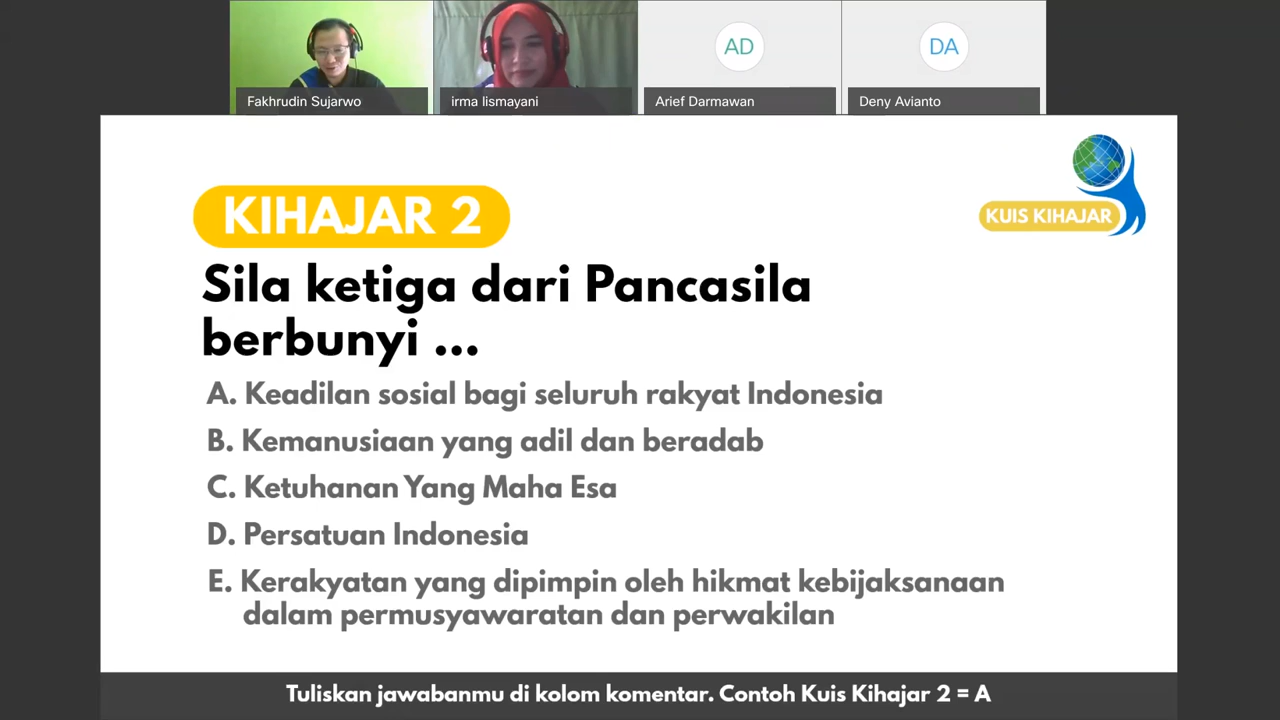 AD
DA
Fakhrudin Sujarwo
irma lismayani
Arief Darmawan
Deny Avianto
KUIS KIHAJAR
KIHAJAR 2
Sila ketiga dari Pancasila
berbunyi ...
A. Keadilan sosial bagi seluruh rakyat Indonesia
B. Kemanusiaan yang adil dan beradab
C. Ketuhanan Yang Maha Esa
D. Persatuan Indonesia
E. Kerakyatan yang dipimpin oleh hikmat kebijaksanaan
dalam permusyawaratan dan perwakilan
Tuliskan jawabanmu di kolom komentar. Contoh Kuis Kihajar 2 = A